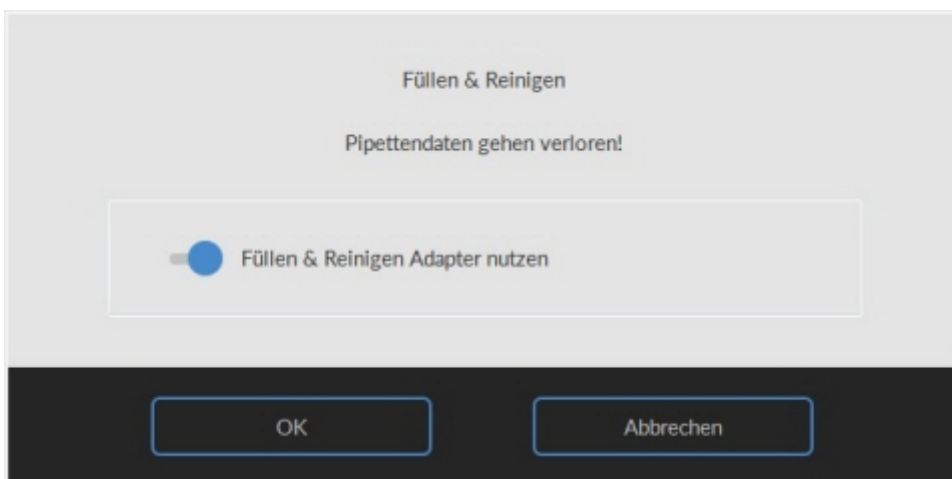 Füllen & Reinigen
Pipettendaten gehen verloren!
Füllen & Reinigen Adapter nutzen
OK
Abbrechen